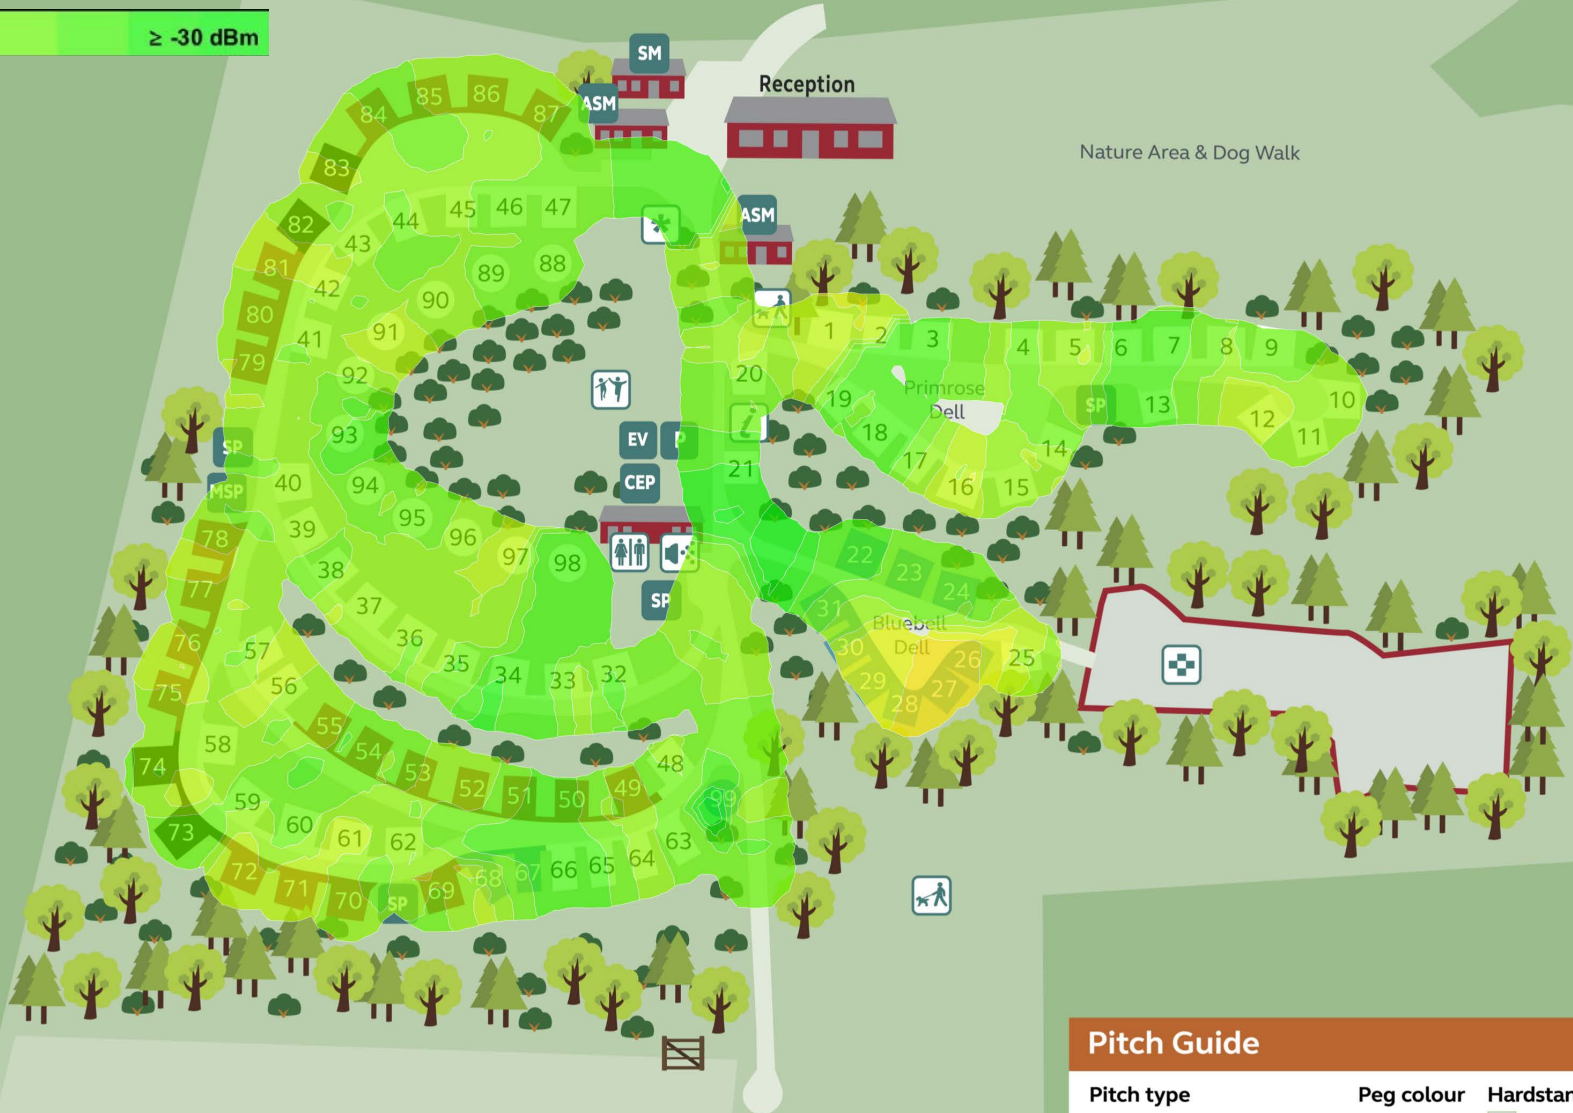 ≥ -30 dBm
SM
Reception
ASM
85 86
84 87
Nature Area & Dog Walk
83
ASM
82 44 45 46 47
43
81 89 88
42
80 90
41 91
1 2 3 4 5 6 7 8 9
79 92 20
Primrose
Dell
19 SP 13 12 10
93 EV P 18 11
SP 17 14
21
MSP 40 94 CEP 16 15
95
39 96
78 97 98 22
38 23
77 SP 24
37 31
36 Bluebell
Dell
76 57 30 26 25
35 34 33 32
75 56 29 27
28
55
58 54
74 53 48
52 51 50 49
59 99
73 60 61 62 63
66 65 64
72 71 70 SP 69 68 67
Pitch Guide
Pitch type Peg colour Hardstan